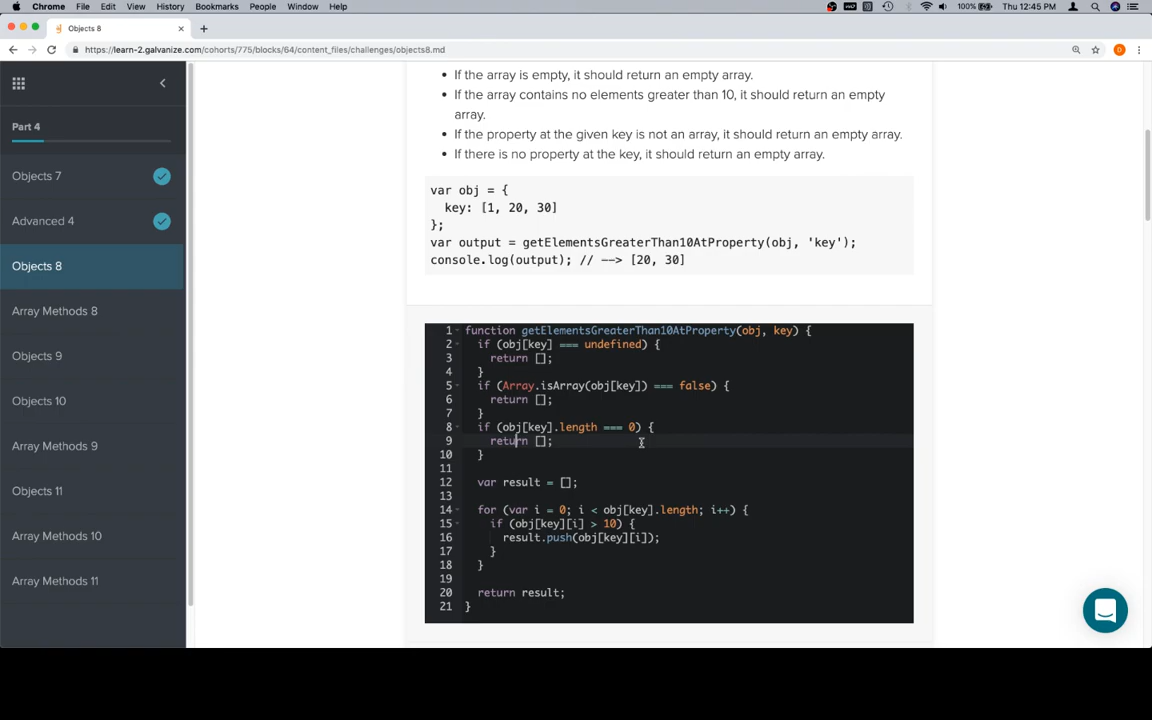 Chrome File Edit View History Bookmarks People Window Help 100% Thu 12:45 PM
Objects 8
https://learn-2.galvanize.com/cohorts/775/blocks/64/content_files/challenges/objects8.md
Part 4
Objects 7
Advanced 4
Objects 8
Array Methods 8
Objects 9
Objects 10
Array Methods 9
Objects 11
Array Methods 10
Array Methods 11
If the array is empty, it should return an empty array.
If the array contains no elements greater than 10, it should return an empty
array.
If the property at the given key is not an array, it should return an empty array.
If there is no property at the key, it should return an empty array.
var obj = {
  key: [1, 20, 30]
};
var output = getElementsGreaterThan10AtProperty(obj, 'key');
console.log(output); // --> [20, 30]
1 function getElementsGreaterThan10AtProperty(obj, key) {
2   if (obj[key] === undefined) {
3     return [];
4   }
5   if (Array.isArray(obj[key]) === false) {
6     return [];
7   }
8   if (obj[key].length === 0) {
9     return [];
10   }
11
12   var result = [];
13
14   for (var i = 0; i < obj[key].length; i++) {
15     if (obj[key][i] > 10) {
16       result.push(obj[key][i]);
17     }
18   }
19
20   return result;
21 }